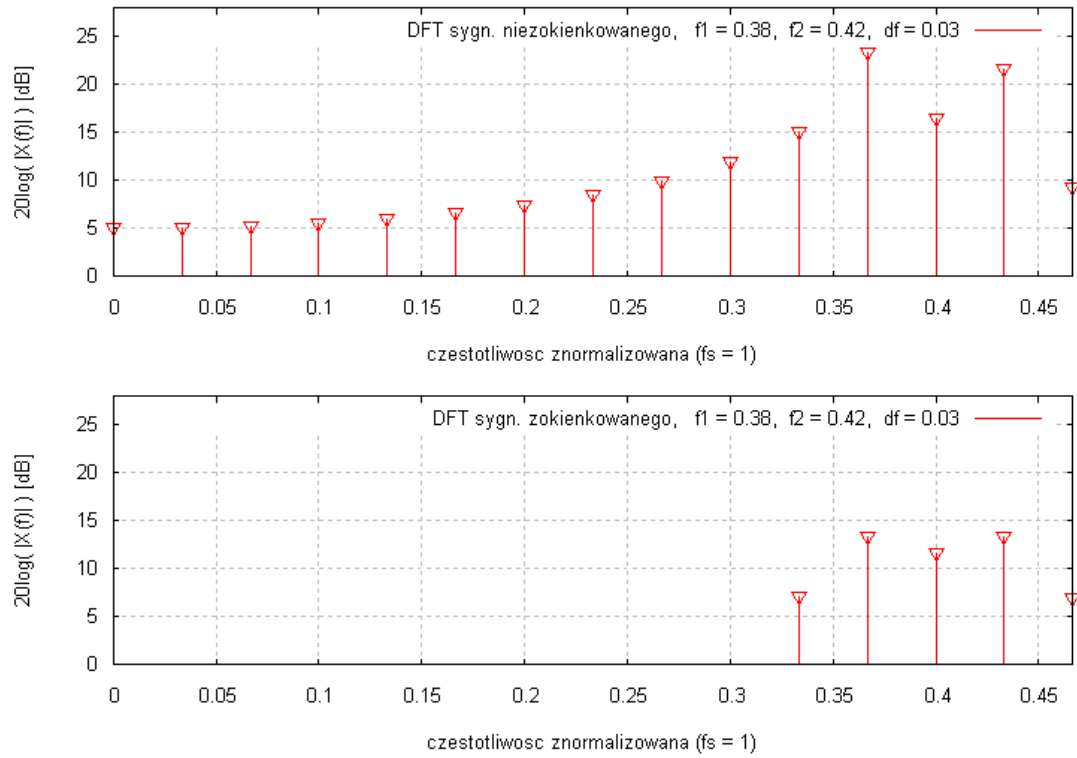 DFT sygn. niezokienkowanego, f1 = 0.38, f2 = 0.42, df = 0.03
20log( |X(f)| ) [dB]
25
20
15
10
5
0
0 0.05 0.1 0.15 0.2 0.25 0.3 0.35 0.4 0.45
czestotliwosc znormalizowana (fs = 1)
DFT sygn. zokienkowanego, f1 = 0.38, f2 = 0.42, df = 0.03
20log( |X(f)| ) [dB]
25
20
15
10
5
0
0 0.05 0.1 0.15 0.2 0.25 0.3 0.35 0.4 0.45
czestotliwosc znormalizowana (fs = 1)